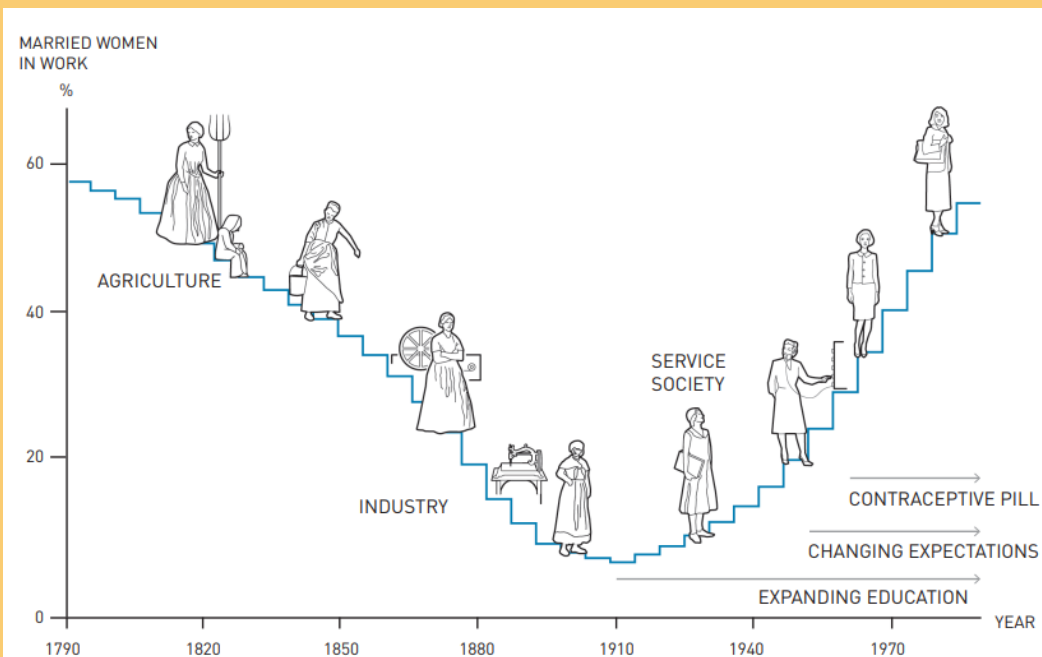 MARRIED WOMEN
IN WORK
%
60
40
20
0
AGRICULTURE
INDUSTRY
SERVICE
SOCIETY
CONTRACEPTIVE PILL
CHANGING EXPECTATIONS
EXPANDING EDUCATION
YEAR
1790 1820 1850 1880 1910 1940 1970